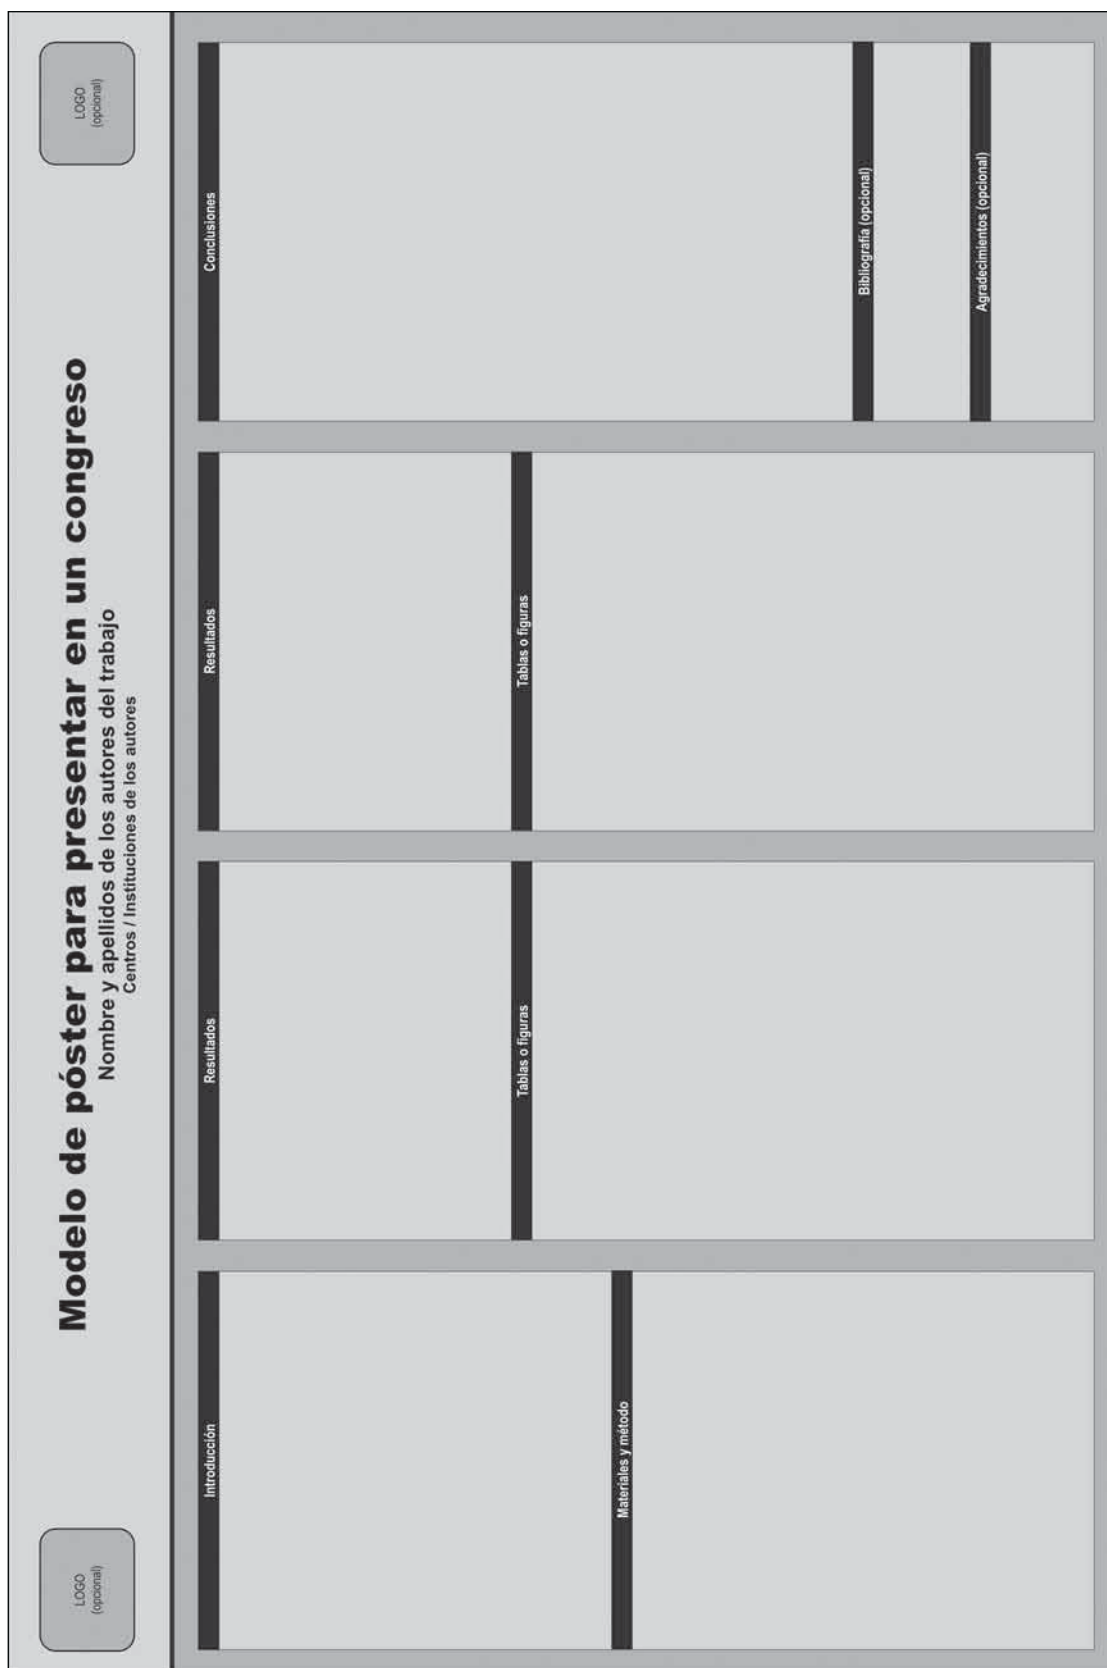 LOGO
(opcional)
Modelo de póster para presentar en un congreso
Nombre y apellidos de los autores del trabajo
Centros / Instituciones de los autores
LOGO
(opcional)
Introducción
Materiales y método
Resultados
Tablas o figuras
Resultados
Tablas o figuras
Conclusiones
Bibliografía (opcional)
Agradecimientos (opcional)